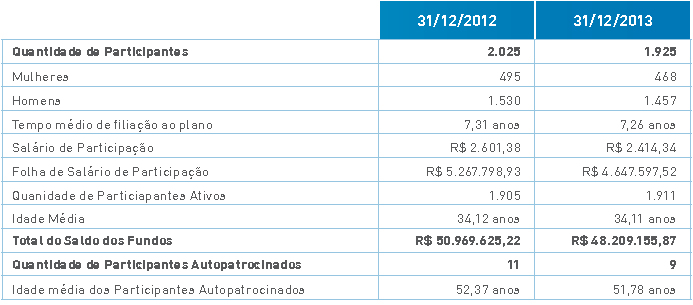 31/12/2012 31/12/2013
Quantidade de Participantes 2.025 1.925
Mulheres 495 468
Homens 1.530 1.457
Tempo médio de filiação ao plano 7,31 anos 7,26 anos
Salário de Participação R$ 2.601,38 R$ 2.414,34
Folha de Salário de Participação R$ 5.267.798,93 R$ 4.647.597,52
Quanidade de Particiapantes Ativos 1.905 1.911
Idade Média 34,12 anos 34,11 anos
Total do Saldo dos Fundos R$ 50.969.625,22 R$ 48.209.155,87
Quantidade de Participantes Autopatrocinados 11 9
Idade média dos Participantes Autopatrocinados 52,37 anos 51,78 anos